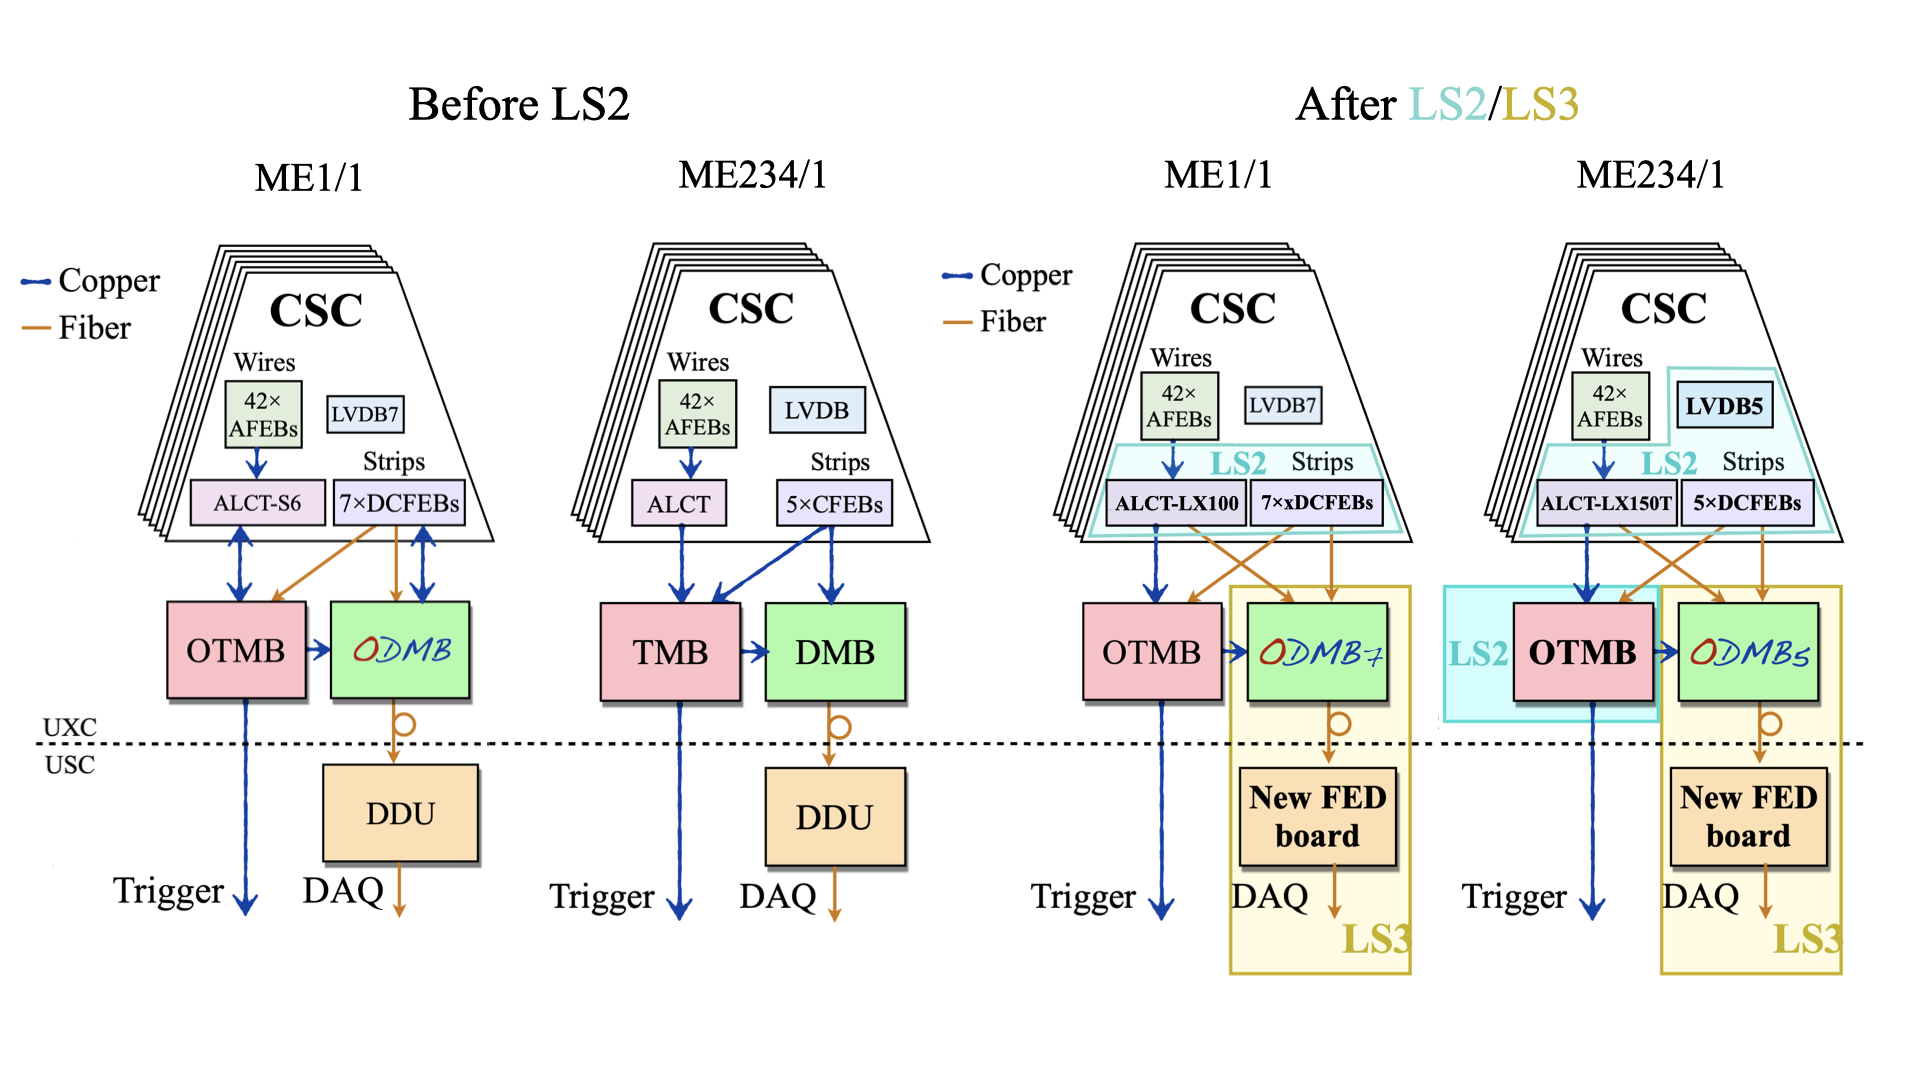 Before LS2
After LS2/LS3
ME1/1
ME234/1
ME1/1
ME234/1
Copper
Fiber
CSC
Wires
42×
AFEBs
LVDB7
Strips
ALCT-S6
7×DCFEBs
OTMB
ODMB
UXC
USC
DDU
Trigger
DAQ
CSC
Wires
42×
AFEBs
LVDB
Strips
ALCT
5×CFEBs
TMB
DMB
DDU
Trigger
DAQ
Copper
Fiber
CSC
Wires
42×
AFEBs
LVDB7
LS2
Strips
ALCT-LX100
7×xDCFEBs
OTMB
ODMB7
New FED
board
Trigger
DAQ
LS3
CSC
Wires
42×
AFEBs
LVDB5
LS2
Strips
ALCT-LX150T
5×DCFEBs
LS2
OTMB
ODMB5
New FED
board
Trigger
DAQ
LS3